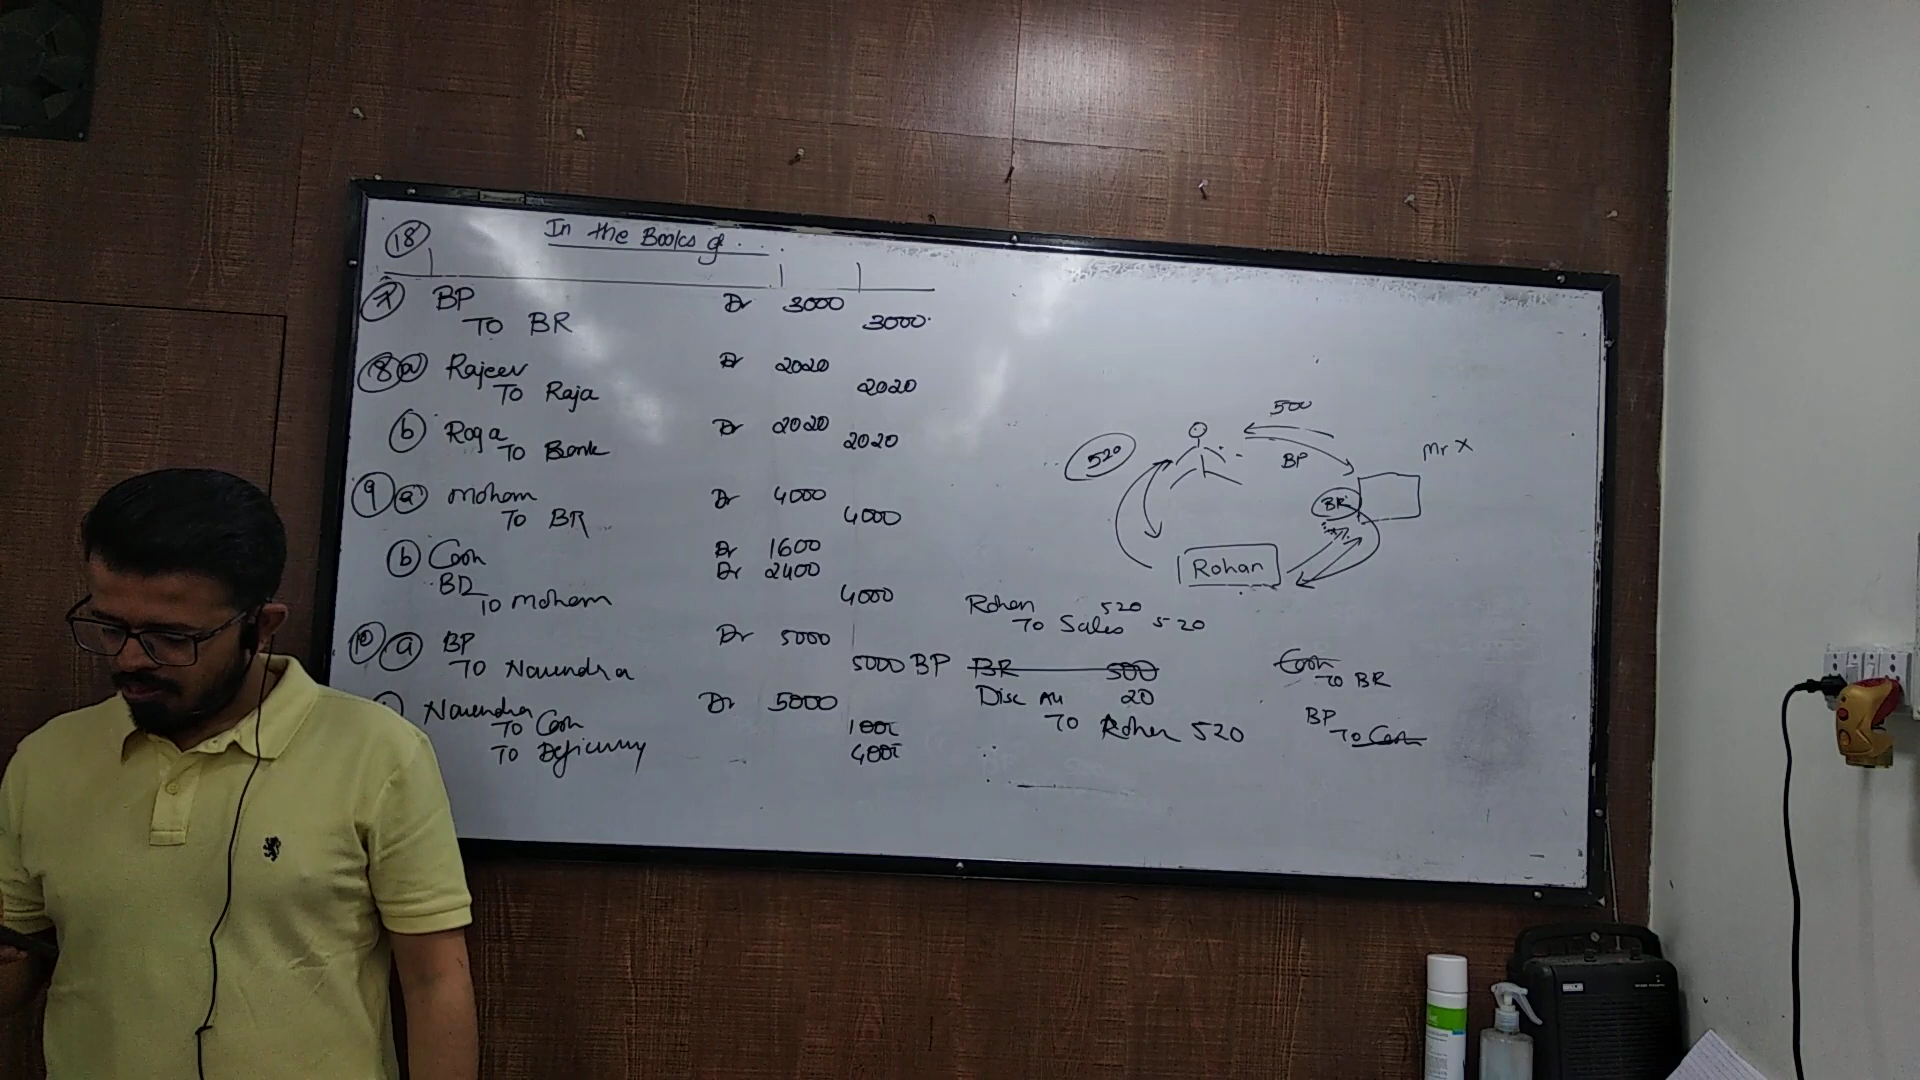 18 In the Books of ....
7 BP Dr 3000
To BR 3000
8 a Rajeev Dr 2020
To Raja 2020
b Raja Dr 2020
To Bank 2020
9 a Moham Dr 4000
To BR 4000
b Cash Dr 1600
BD Dr 2400
To Moham 4000
10 a BP Dr 5000
To Narendra 5000
Narendra Dr 5000
To Cash
To Deficiency
500
BP
520
Mr X
BR
Rohan
Rohan 520
To Sales 520
BP BR 500
Disc All 20
To Rohan 520
Cash
To BR
BP
To Cash